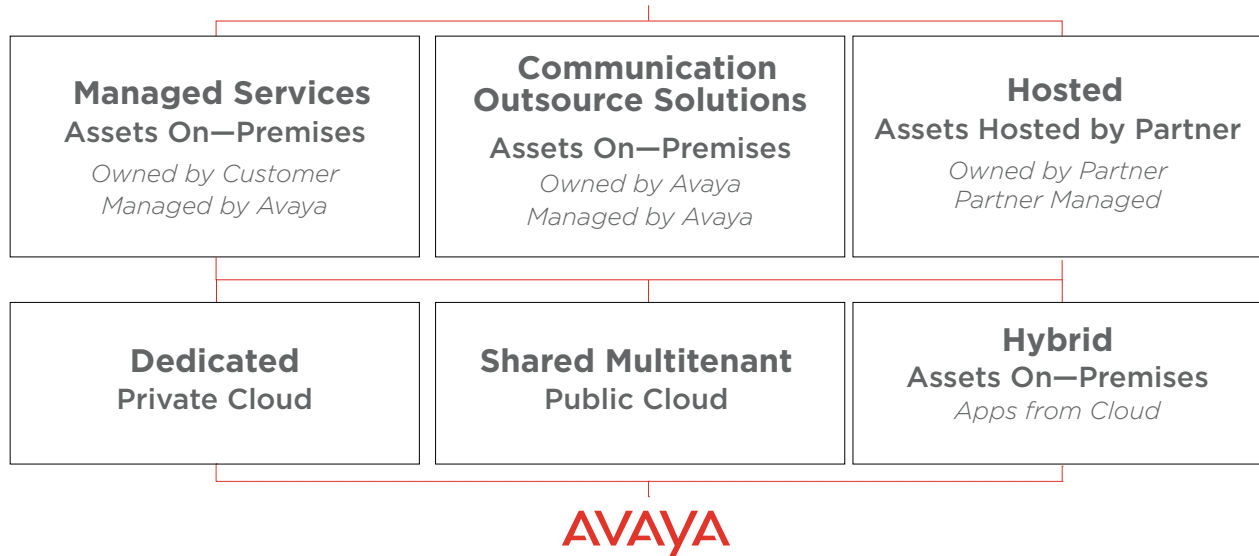 Managed Services
Assets On—Premises
Owned by Customer
Managed by Avaya
Communication
Outsource Solutions
Assets On—Premises
Owned by Avaya
Managed by Avaya
Hosted
Assets Hosted by Partner
Owned by Partner
Partner Managed
Dedicated
Private Cloud
Shared Multitenant
Public Cloud
Hybrid
Assets On—Premises
Apps from Cloud
AVAYA